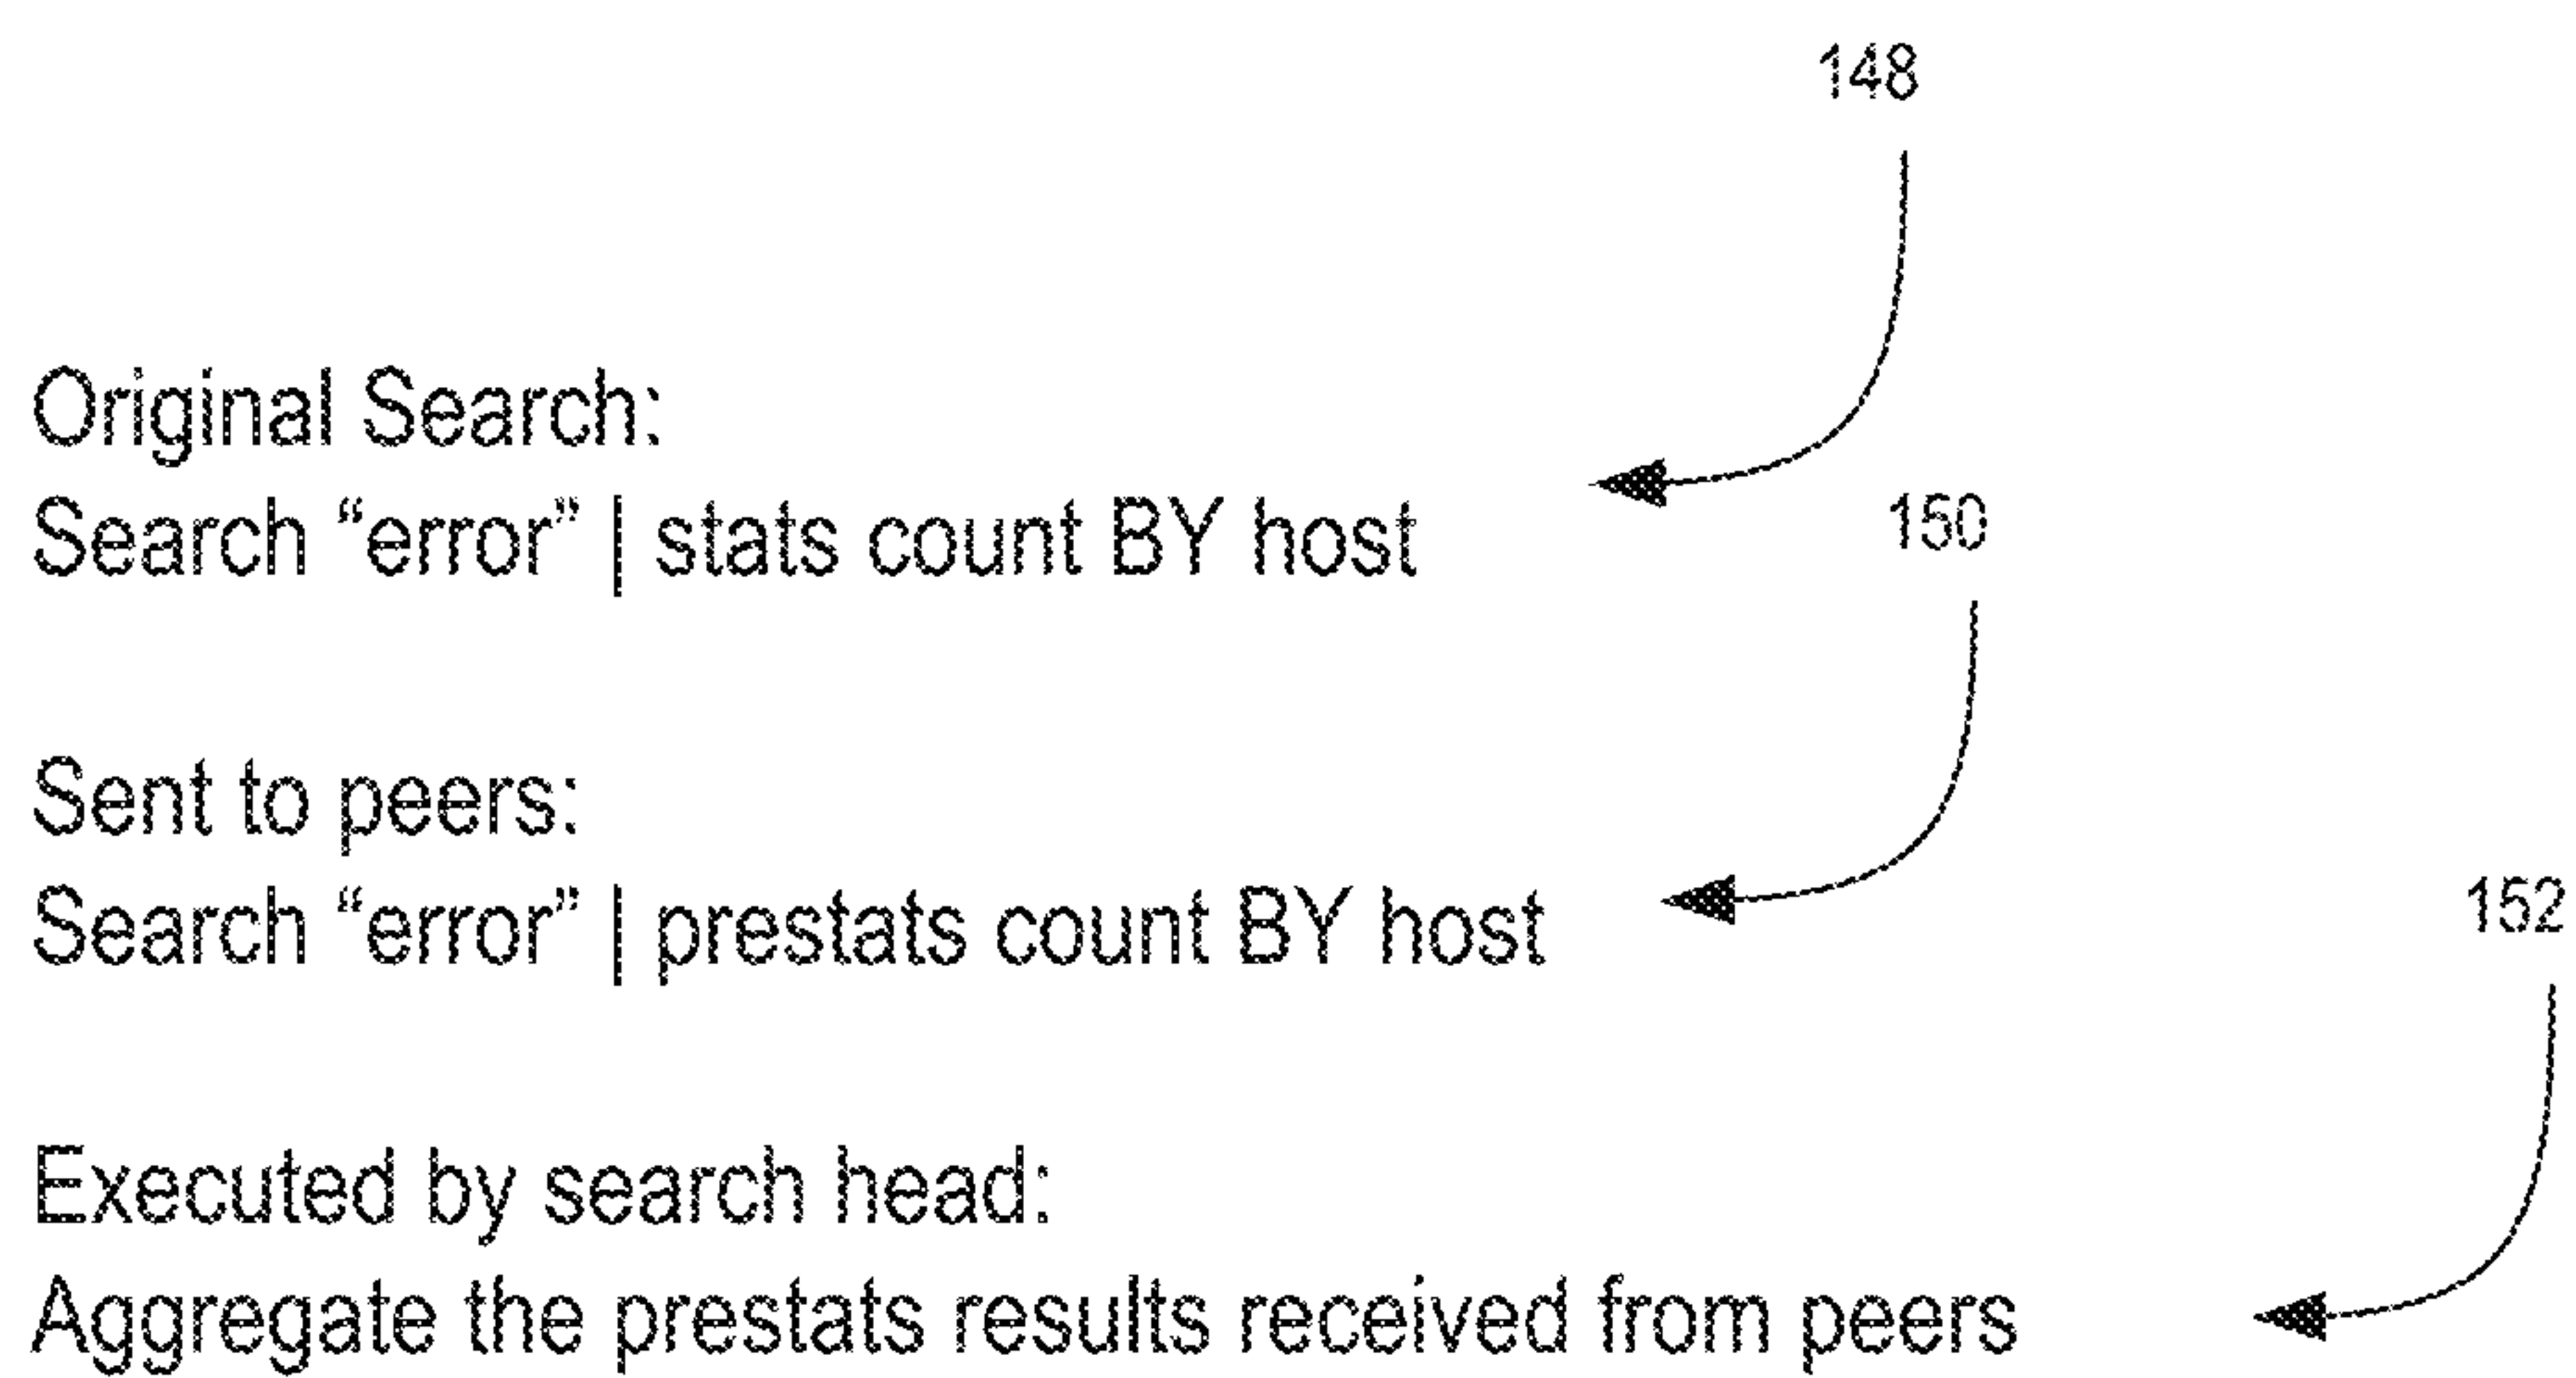 148
Original Search:
Search “error” | stats count BY host
150
Sent to peers:
Search “error” | prestats count BY host
152
Executed by search head:
Aggregate the prestats results received from peers